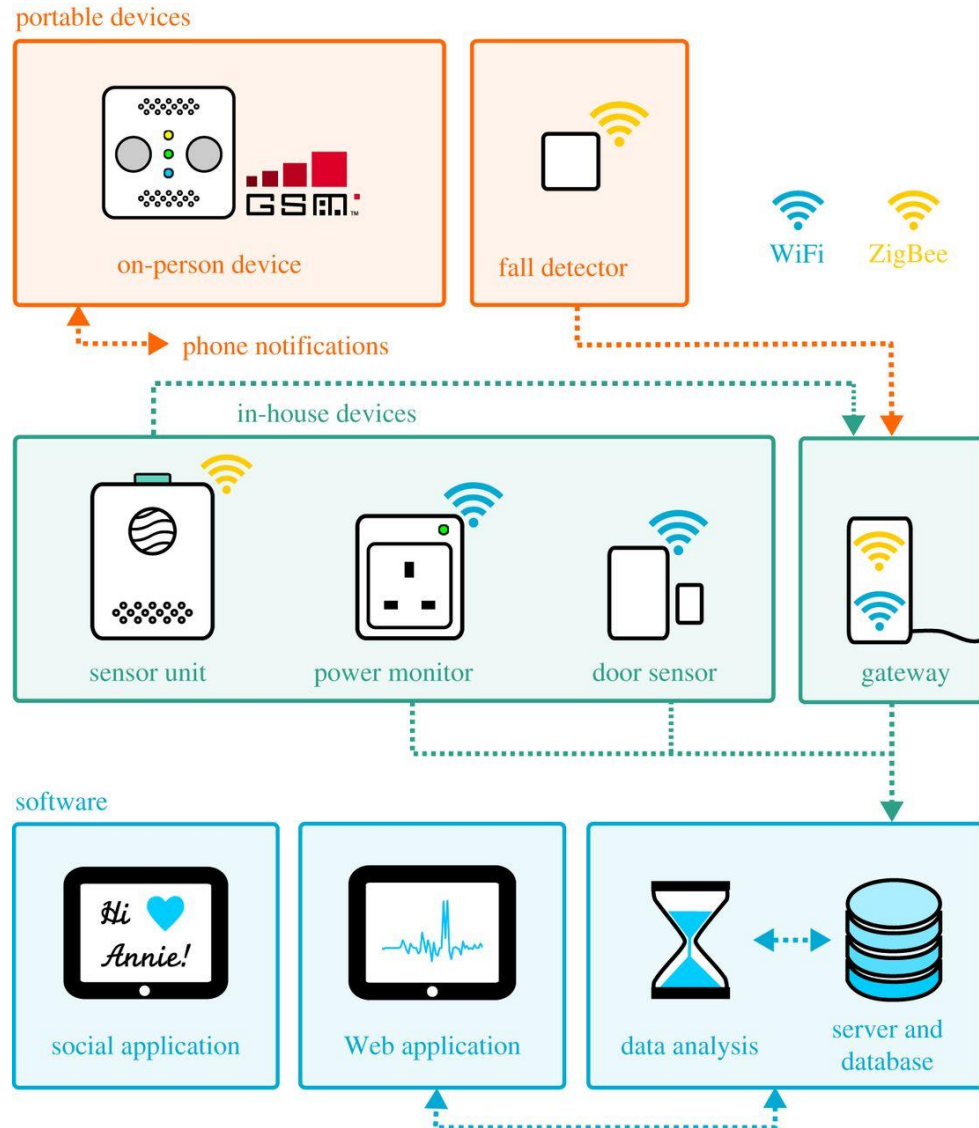 portable devices
GSM™
on-person device
fall detector
WiFi
ZigBee
phone notifications
in-house devices
sensor unit
power monitor
door sensor
gateway
software
Hi
Annie!
social application
Web application
data analysis
server and
database